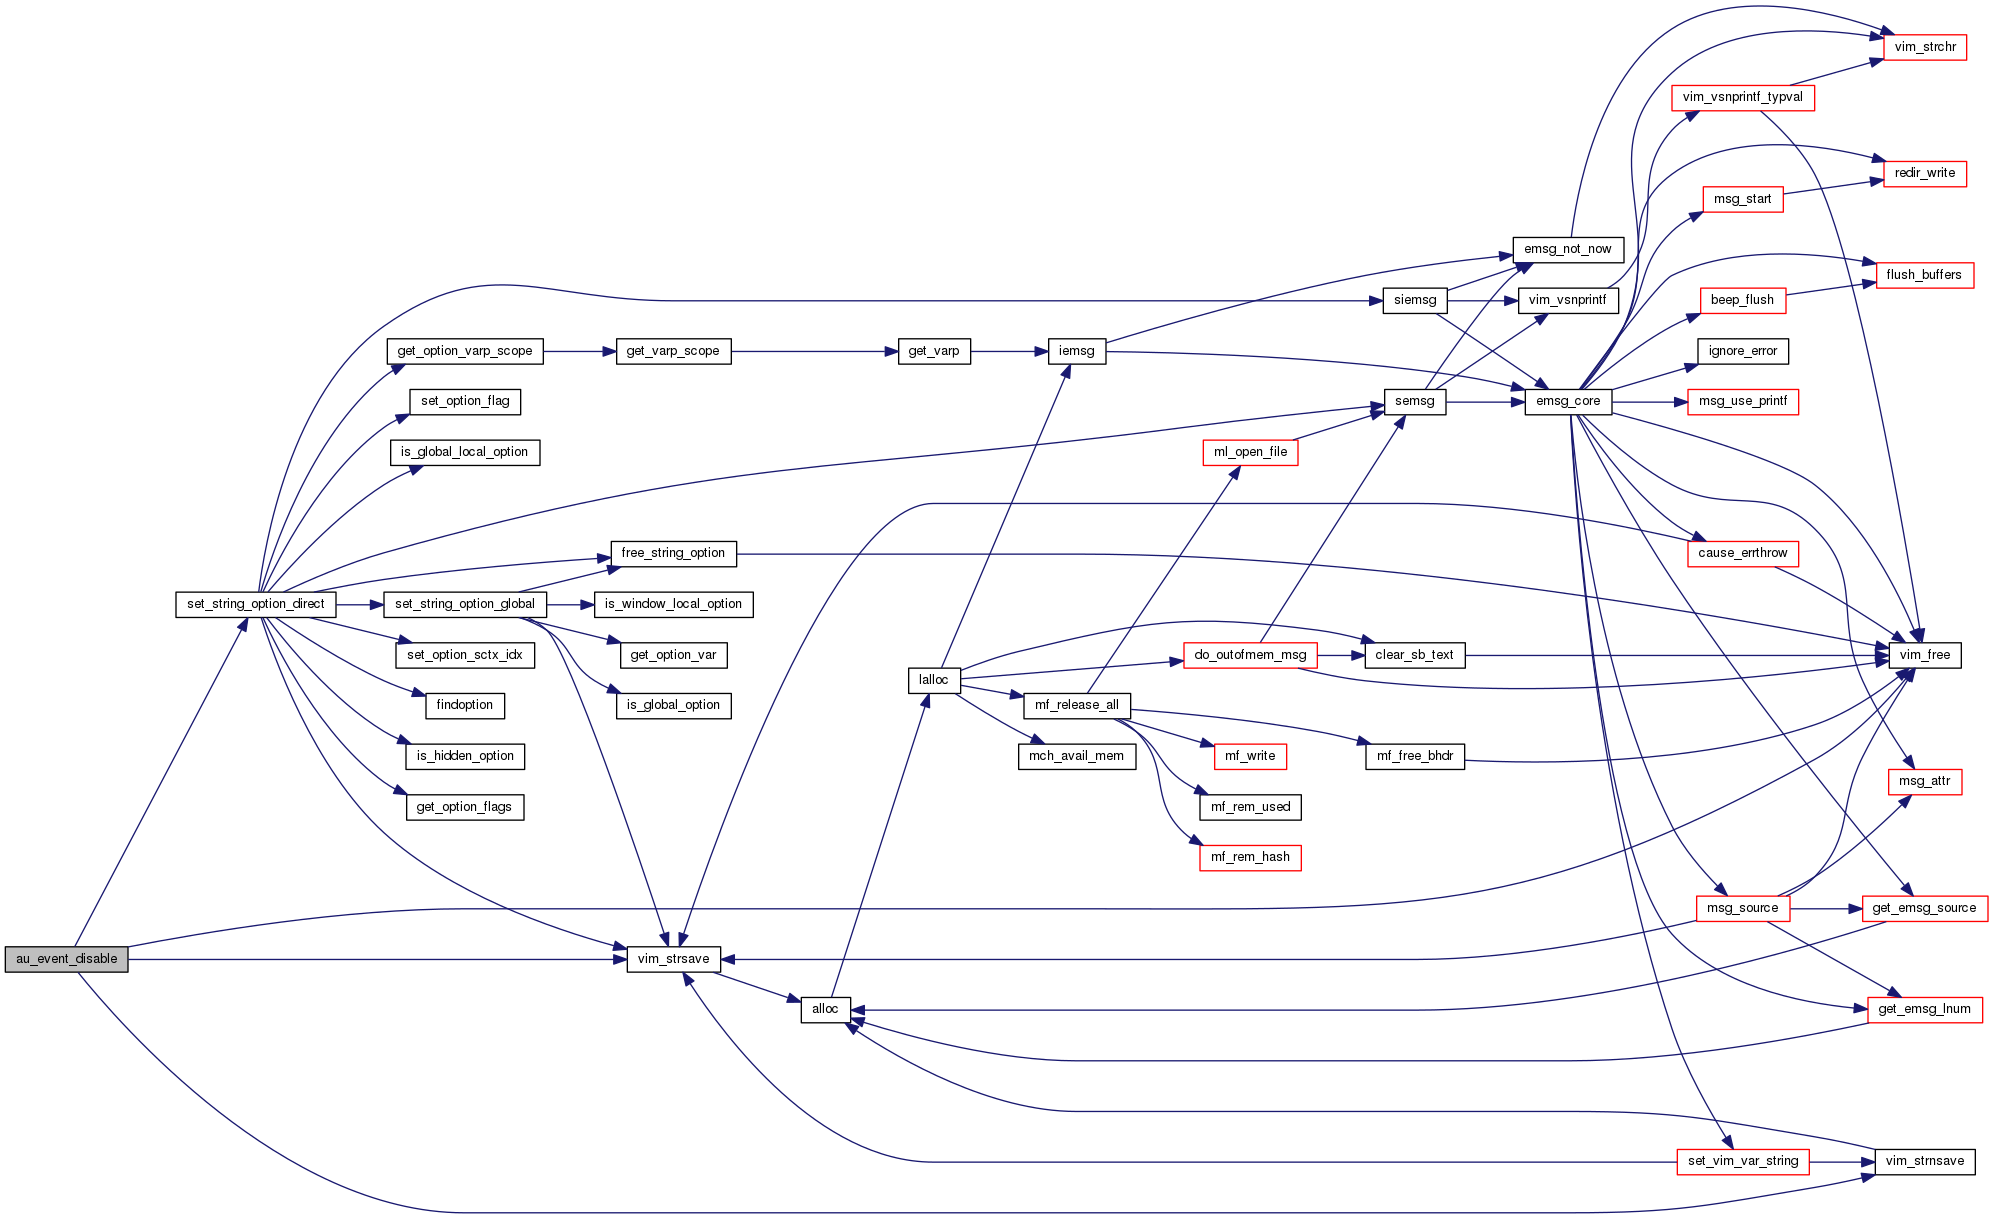 vim_strchr
vim_vsnprintf_typval
redir_write
msg_start
emsg_not_now
flush_buffers
siemsg
vim_vsnprintf
beep_flush
get_option_varp_scope
get_varp_scope
get_varp
iemsg
ignore_error
set_option_flag
semsg
emsg_core
msg_use_printf
is_global_local_option
ml_open_file
free_string_option
cause_errthrow
set_string_option_direct
set_string_option_global
is_window_local_option
set_option_sctx_idx
get_option_var
do_outofmem_msg
clear_sb_text
vim_free
lalloc
findoption
is_global_option
mf_release_all
is_hidden_option
mch_avail_mem
mf_write
mf_free_bhdr
msg_attr
get_option_flags
mf_rem_used
mf_rem_hash
msg_source
get_emsg_source
au_event_disable
vim_strsave
alloc
get_emsg_lnum
set_vim_var_string
vim_strnsave